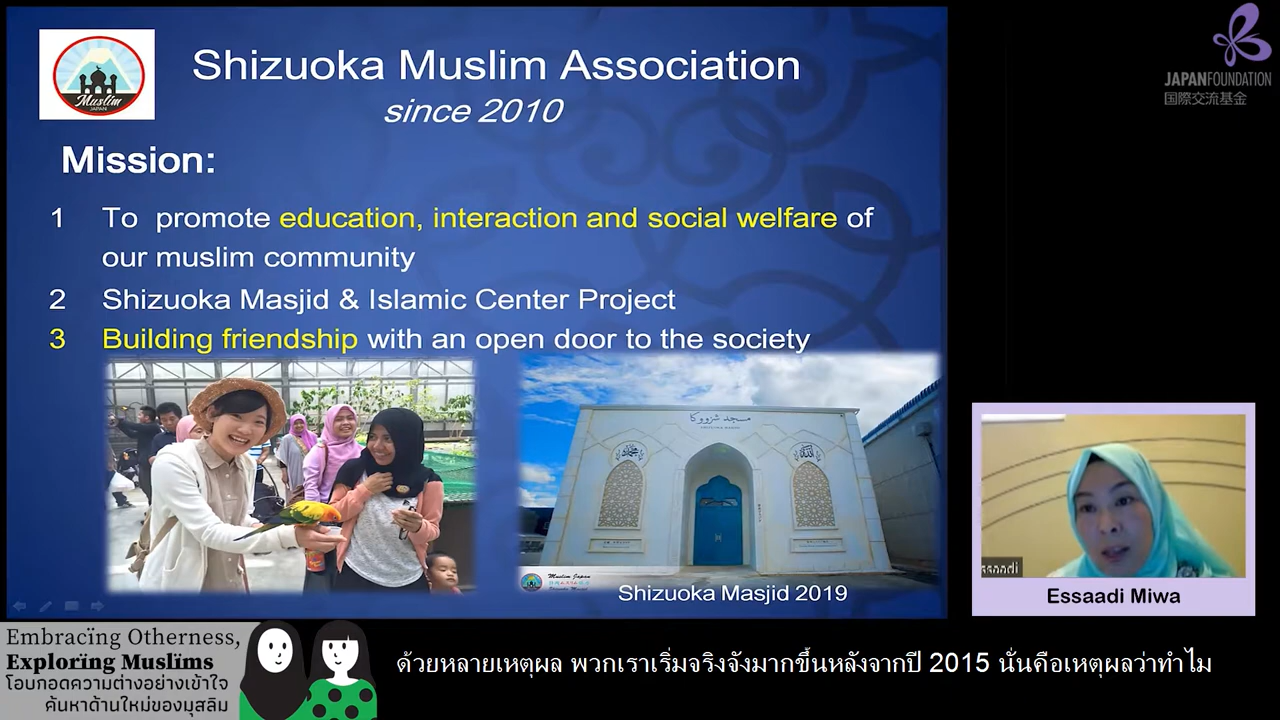 Shizuoka Muslim Association
since 2010
Muslim
JAPAN
Mission:
1 To promote education, interaction and social welfare of
our muslim community
2 Shizuoka Masjid & Islamic Center Project
3 Building friendship with an open door to the society
مسجد شزووكا
Muslim Japan
Shizuoka Masjid 2019
JAPANFOUNDATION
国際交流基金
Essaadi Miwa
Embracing Otherness,
Exploring Muslims
โอบกอดความต่างอย่างเข้าใจ
ค้นหาด้านใหม่ของมุสลิม
ด้วยหลายเหตุผล พวกเราเริ่มจริงจังมากขึ้นหลังจากปี 2015 นั่นคือเหตุผลว่าทำไม